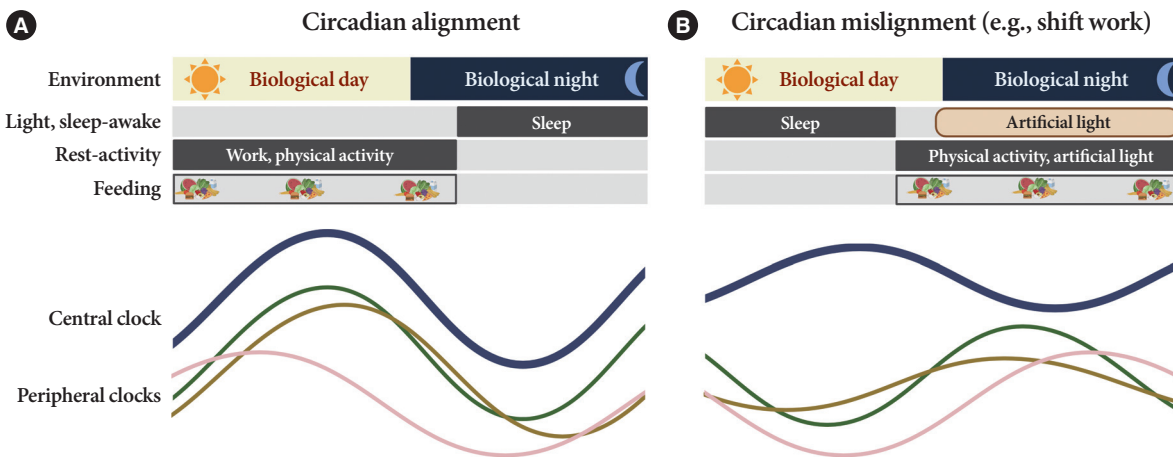 A
Circadian alignment
Environment
Biological day
Biological night
Light, sleep-awake
Sleep
Rest-activity
Work, physical activity
Feeding
Central clock
Peripheral clocks
B
Circadian mislignment (e.g., shift work)
Biological day
Biological night
Sleep
Artificial light
Physical activity, artificial light